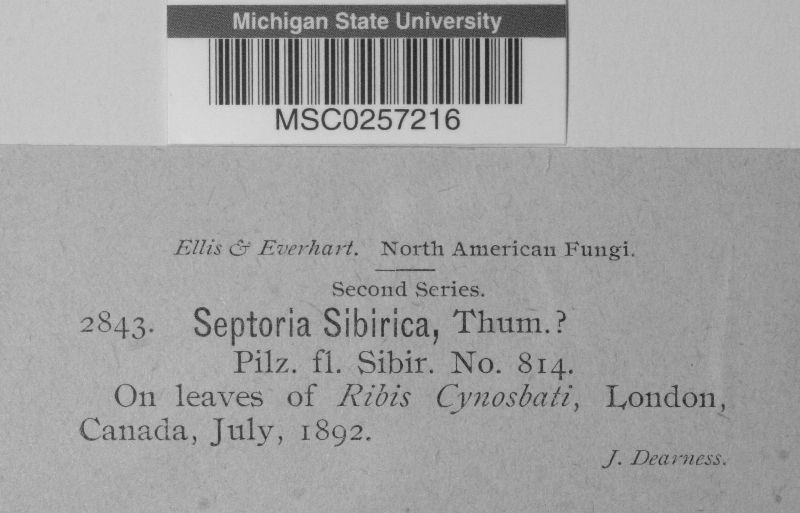 Michigan State University
MSC0257216
Ellis & Everhart. North American Fungi.
Second Series.
2843. Septoria Sibirica, Thum.?
Pilz. fl. Sibir. No. 814.
On leaves of Ribis Cynosbati, London,
Canada, July, 1892.
J. Dearness.